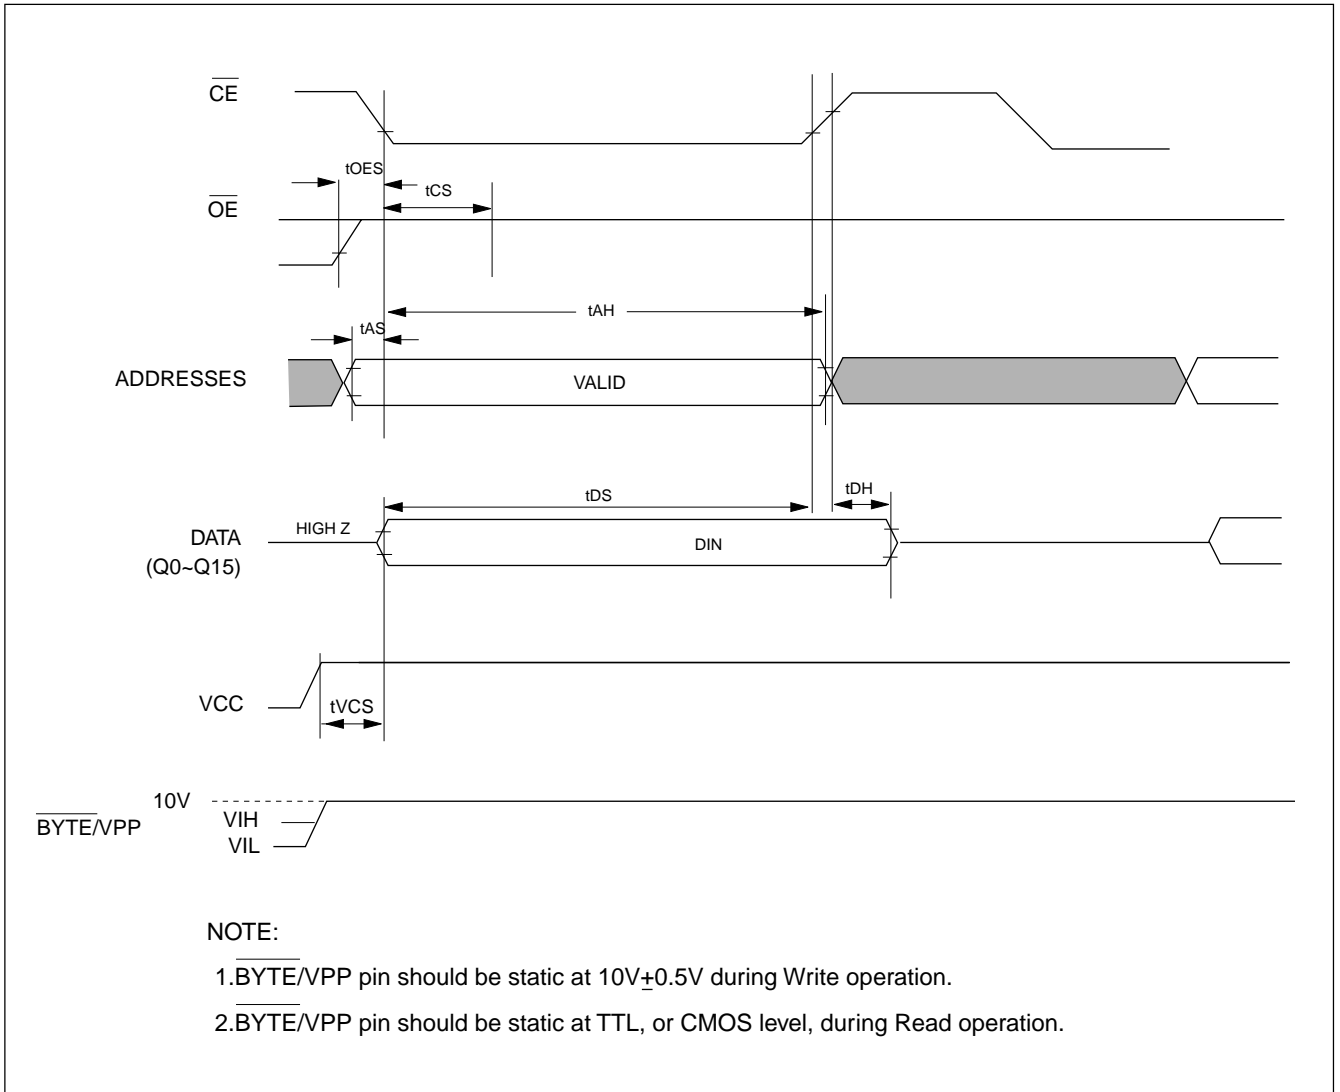 CE
tOES
tCS
OE
tAH
tAS
ADDRESSES
VALID
tDS
tDH
HIGH Z
DATA
DIN
(Q0~Q15)
VCC
tVCS
10V
VIH
BYTE/VPP
VIL
NOTE:
1.BYTE/VPP pin should be static at 10V±0.5V during Write operation.
2.BYTE/VPP pin should be static at TTL, or CMOS level, during Read operation.